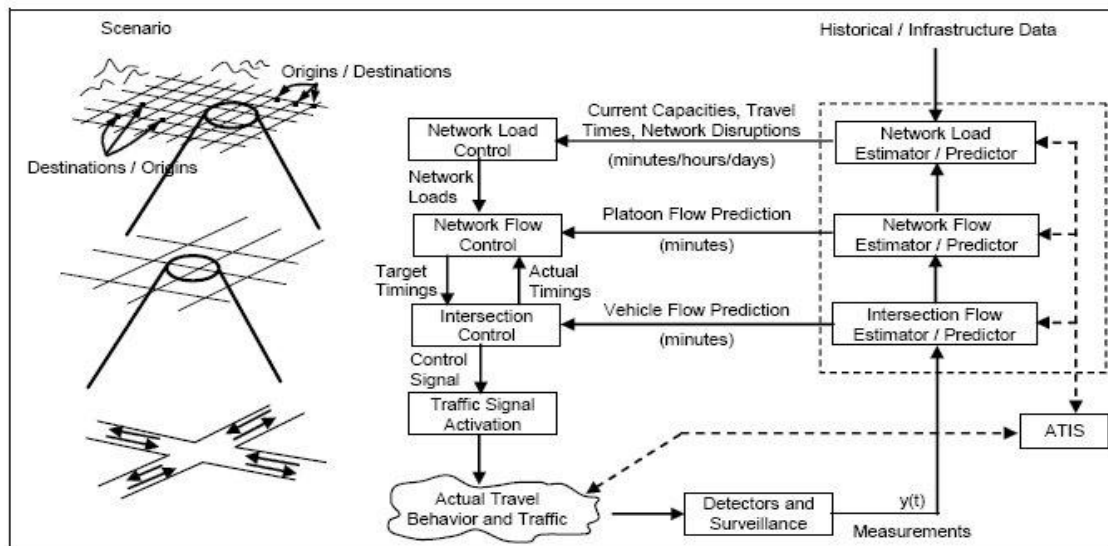 Scenario
Origins / Destinations
Destinations / Origins
Historical / Infrastructure Data
Current Capacities, Travel
Times, Network Disruptions
(minutes/hours/days)
Network Load
Control
Network Load
Estimator / Predictor
Network
Loads
Network Flow
Control
Platoon Flow Prediction
(minutes)
Network Flow
Estimator / Predictor
Target
Timings
Actual
Timings
Intersection
Control
Vehicle Flow Prediction
(minutes)
Intersection Flow
Estimator / Predictor
Control
Signal
Traffic Signal
Activation
ATIS
Actual Travel
Behavior and Traffic
Detectors and
Surveillance
y(t)
Measurements